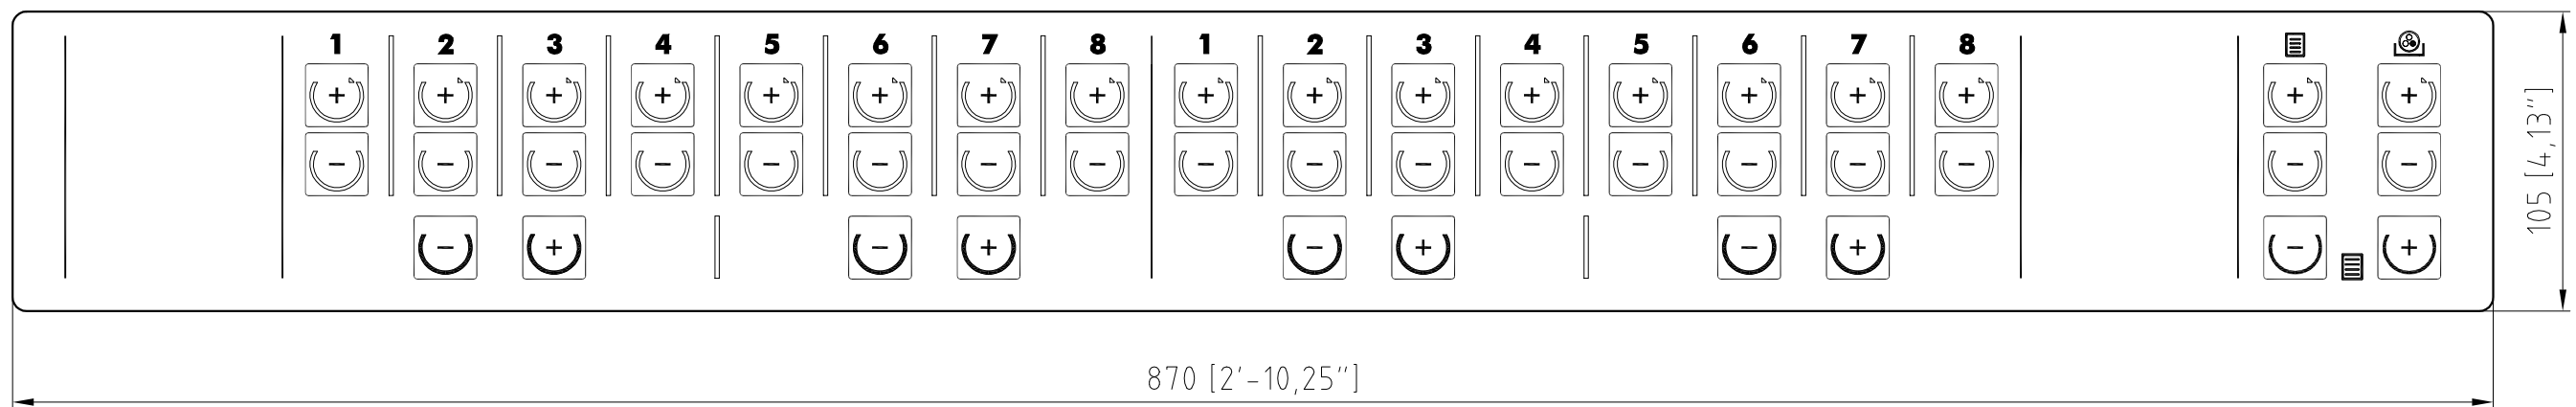 1 2 3 4 5 6 7 8 1 2 3 4 5 6 7 8
+ + + + + + + + + + + + + + + + + +
− − − − − − − − − − − − − − − − − −
− + − + − + − + − +
105 [4,13″]
870 [2′-10,25″]